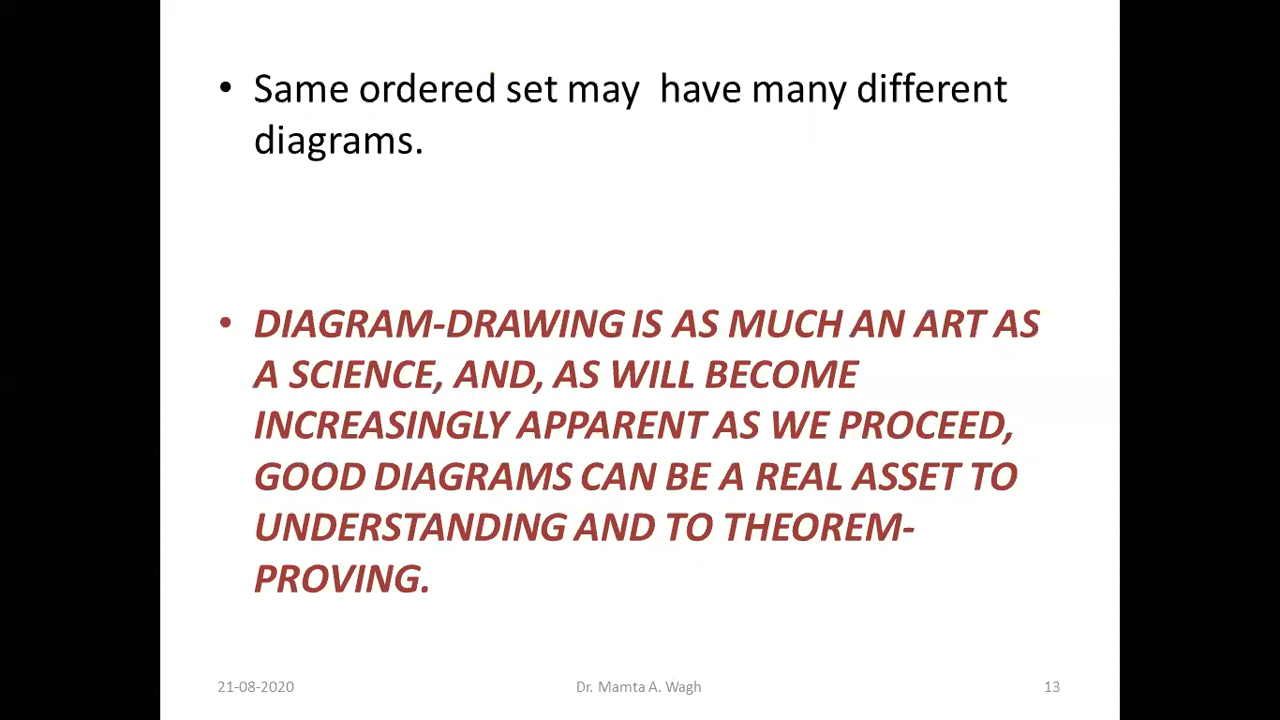 • Same ordered set may  have many different
diagrams.
• DIAGRAM-DRAWING IS AS MUCH AN ART AS
A SCIENCE, AND, AS WILL BECOME
INCREASINGLY APPARENT AS WE PROCEED,
GOOD DIAGRAMS CAN BE A REAL ASSET TO
UNDERSTANDING AND TO THEOREM-
PROVING.
21-08-2020 Dr. Mamta A. Wagh 13